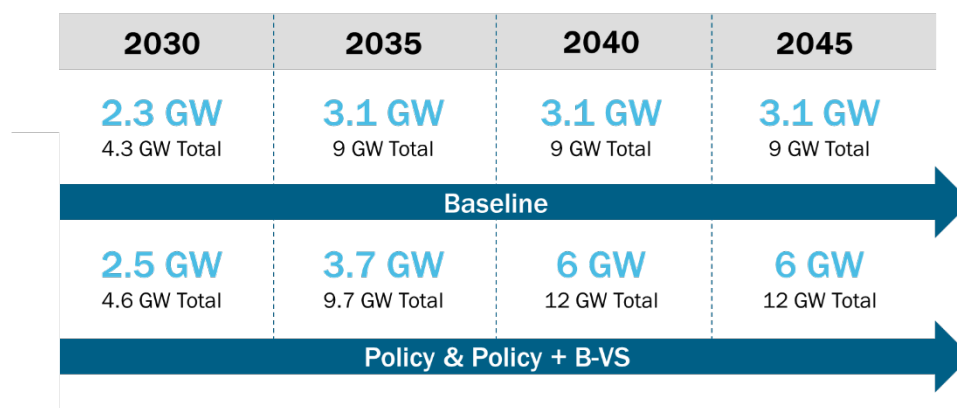 2030 2035 2040 2045
2.3 GW 3.1 GW 3.1 GW 3.1 GW
4.3 GW Total 9 GW Total 9 GW Total 9 GW Total
Baseline
2.5 GW 3.7 GW 6 GW 6 GW
4.6 GW Total 9.7 GW Total 12 GW Total 12 GW Total
Policy & Policy + B-VS